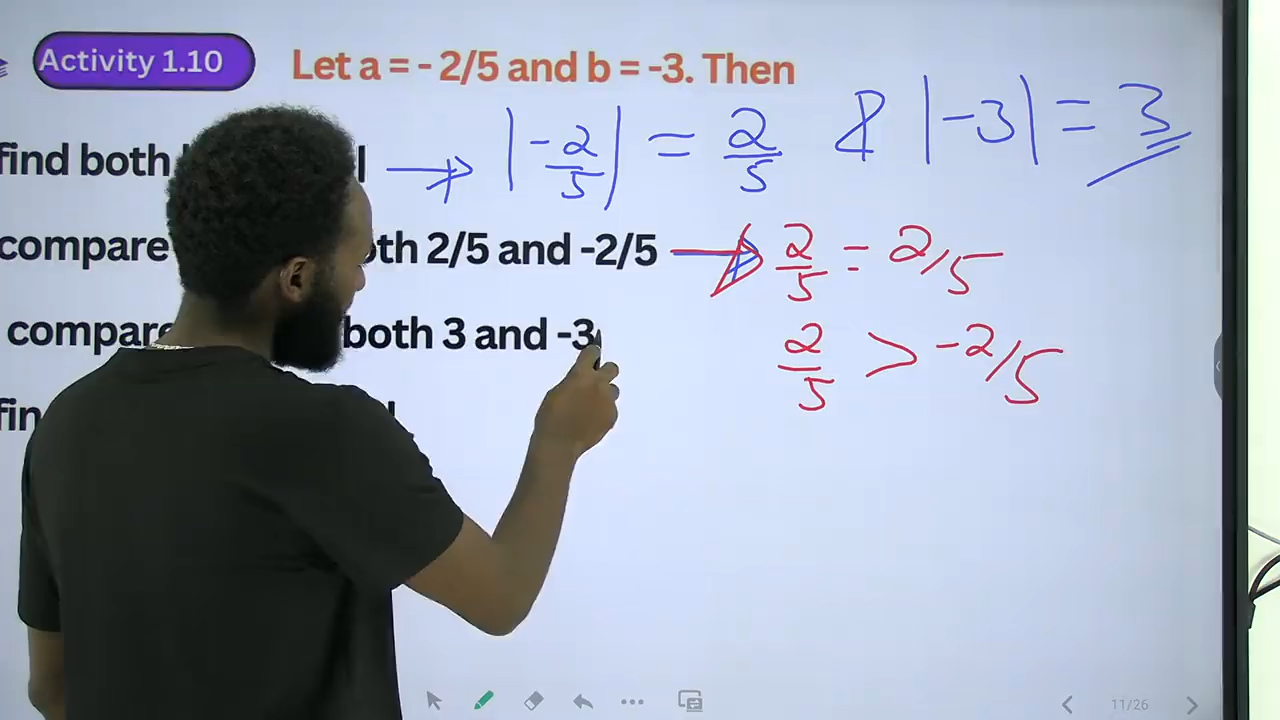 Activity 1.10 Let a = - 2/5 and b = -3. Then
find both | → |-2/5| = 2/5 & |-3| = 3
compare th 2/5 and -2/5 → 2/5 = 2/5
2/5 > -2/5
compare both 3 and -3
fin
11/26